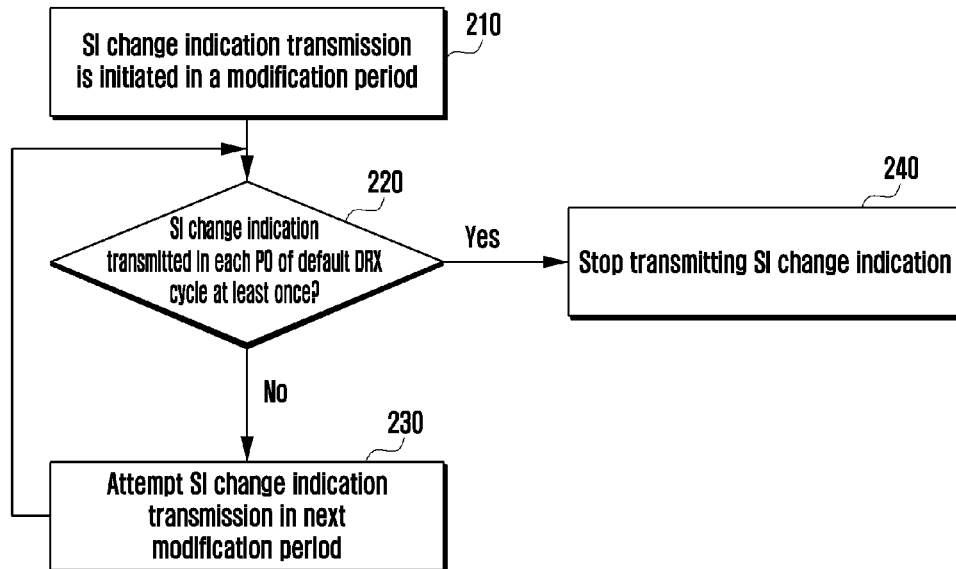 SI change indication transmission
is initiated in a modification period
210
220
SI change indication
transmitted in each PO of default DRX
cycle at least once?
Yes
240
Stop transmitting SI change indication
No
230
Attempt SI change indication
transmission in next
modification period